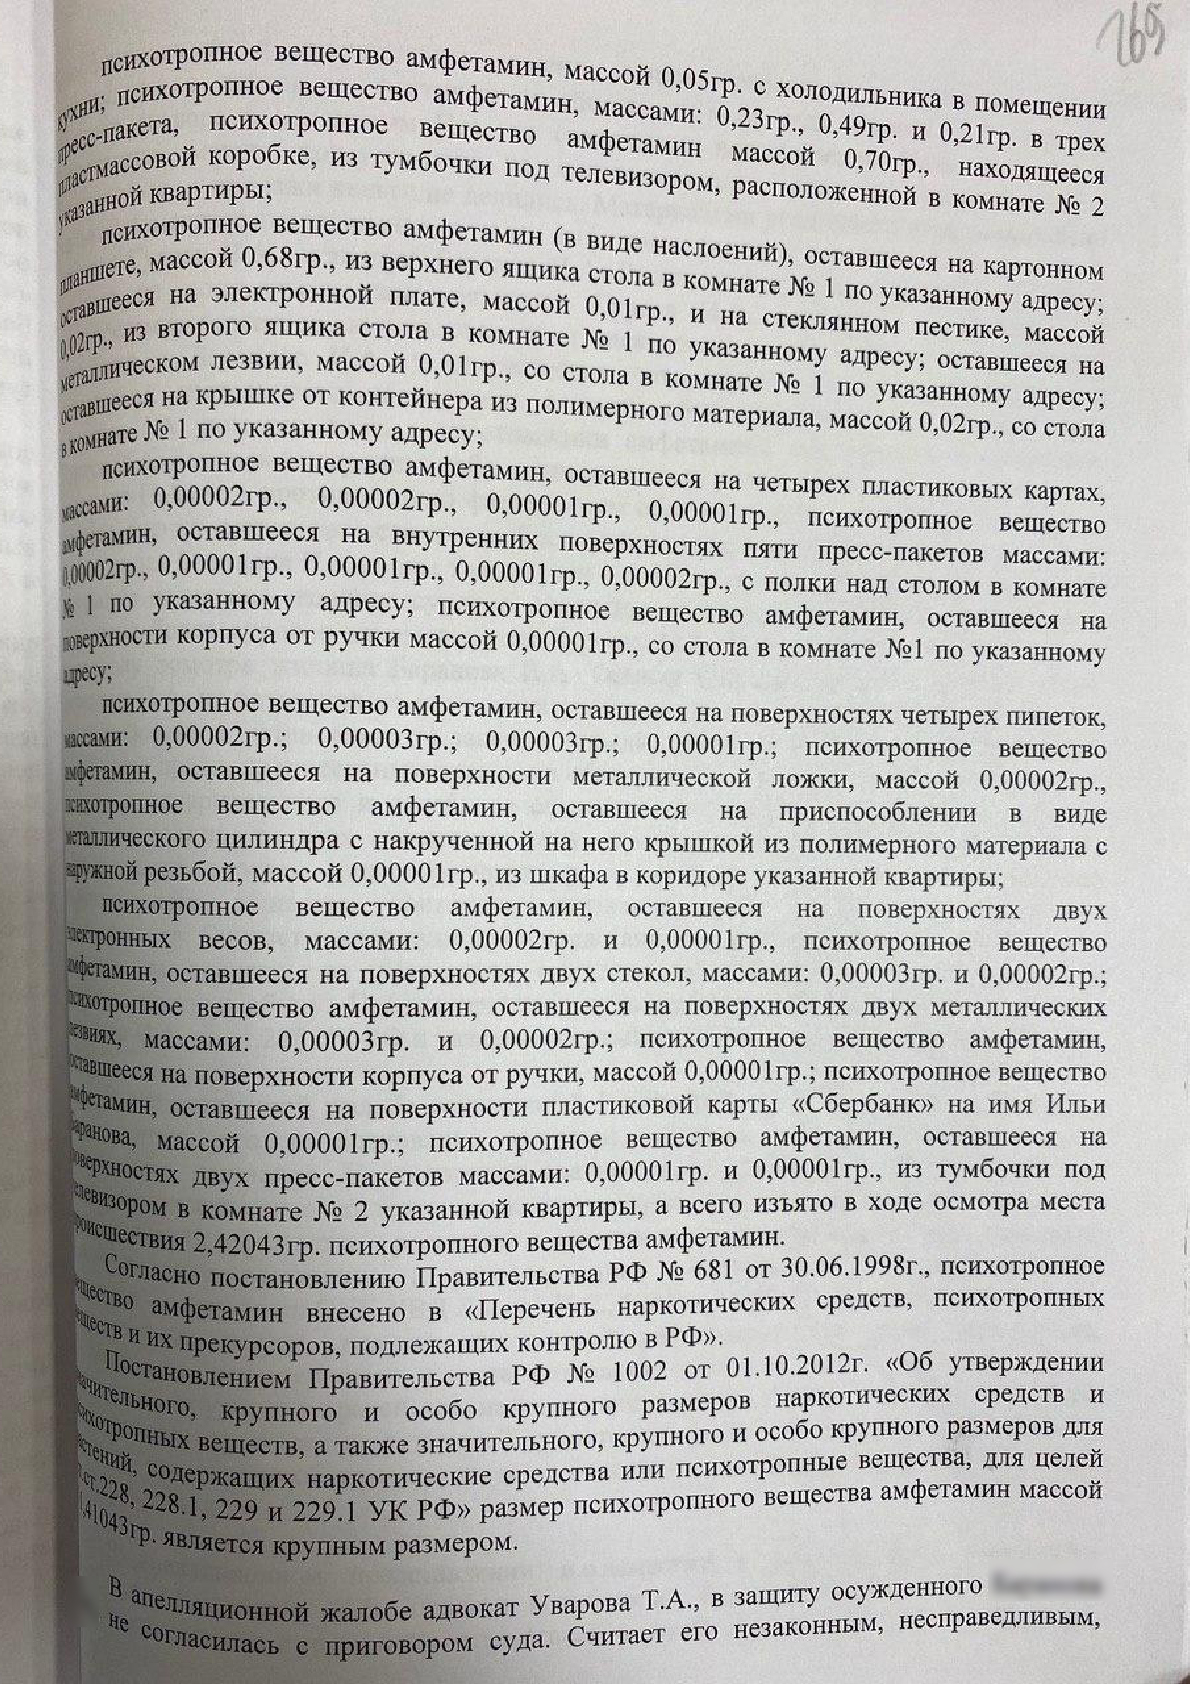 165
психотропное вещество амфетамин, массой 0,05гр. с холодильника в помещении
кухни; психотропное вещество амфетамин, массами: 0,23гр., 0,49гр. и 0,21гр. в трех
пресс-пакета, психотропное вещество амфетамин массой 0,70гр., находящееся
пластмассовой коробке, из тумбочки под телевизором, расположенной в комнате № 2
указанной квартиры;
психотропное вещество амфетамин (в виде наслоений), оставшееся на картонном
планшете, массой 0,68гр., из верхнего ящика стола в комнате № 1 по указанному адресу;
оставшееся на электронной плате, массой 0,01гр., и на стеклянном пестике, массой
0,02гр., из второго ящика стола в комнате № 1 по указанному адресу; оставшееся на
металлическом лезвии, массой 0,01гр., со стола в комнате № 1 по указанному адресу;
оставшееся на крышке от контейнера из полимерного материала, массой 0,02гр., со стола
в комнате № 1 по указанному адресу;
психотропное вещество амфетамин, оставшееся на четырех пластиковых картах,
массами: 0,00002гр., 0,00002гр., 0,00001гр., 0,00001гр., психотропное вещество
амфетамин, оставшееся на внутренних поверхностях пяти пресс-пакетов массами:
0,00002гр., 0,00001гр., 0,00001гр., 0,00001гр., 0,00002гр., с полки над столом в комнате
№ 1 по указанному адресу; психотропное вещество амфетамин, оставшееся на
поверхности корпуса от ручки массой 0,00001гр., со стола в комнате №1 по указанному
адресу;
психотропное вещество амфетамин, оставшееся на поверхностях четырех пипеток,
массами: 0,00002гр.; 0,00003гр.; 0,00003гр.; 0,00001гр.; психотропное вещество
амфетамин, оставшееся на поверхности металлической ложки, массой 0,00002гр.,
психотропное вещество амфетамин, оставшееся на приспособлении в виде
металлического цилиндра с накрученной на него крышкой из полимерного материала с
наружной резьбой, массой 0,00001гр., из шкафа в коридоре указанной квартиры;
психотропное вещество амфетамин, оставшееся на поверхностях двух
электронных весов, массами: 0,00002гр. и 0,00001гр., психотропное вещество
амфетамин, оставшееся на поверхностях двух стекол, массами: 0,00003гр. и 0,00002гр.;
психотропное вещество амфетамин, оставшееся на поверхностях двух металлических
лезвиях, массами: 0,00003гр. и 0,00002гр.; психотропное вещество амфетамин,
оставшееся на поверхности корпуса от ручки, массой 0,00001гр.; психотропное вещество
амфетамин, оставшееся на поверхности пластиковой карты «Сбербанк» на имя Ильи
аранова, массой 0,00001гр.; психотропное вещество амфетамин, оставшееся на
поверхностях двух пресс-пакетов массами: 0,00001гр. и 0,00001гр., из тумбочки под
телевизором в комнате № 2 указанной квартиры, а всего изъято в ходе осмотра места
происшествия 2,42043гр. психотропного вещества амфетамин.
Согласно постановлению Правительства РФ № 681 от 30.06.1998г., психотропное
вещество амфетамин внесено в «Перечень наркотических средств, психотропных
веществ и их прекурсоров, подлежащих контролю в РФ».
Постановлением Правительства РФ № 1002 от 01.10.2012г. «Об утверждении
значительного, крупного и особо крупного размеров наркотических средств и
психотропных веществ, а также значительного, крупного и особо крупного размеров для
растений, содержащих наркотические средства или психотропные вещества, для целей
ст.228, 228.1, 229 и 229.1 УК РФ» размер психотропного вещества амфетамин массой
41043гр. является крупным размером.
В апелляционной жалобе адвокат Уварова Т.А., в защиту осужденного
не согласилась с приговором суда. Считает его незаконным, несправедливым,